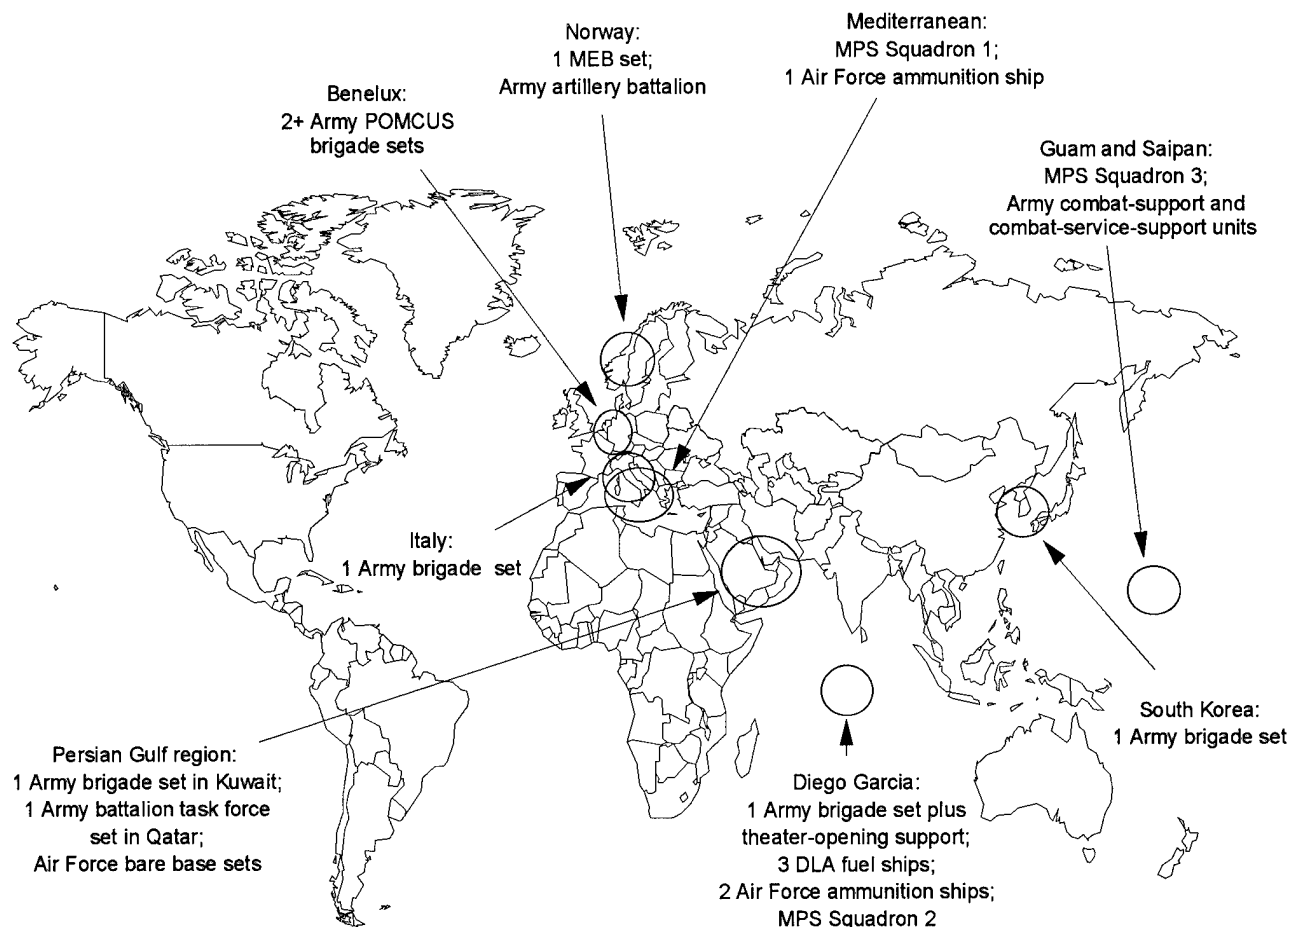 Mediterranean:
MPS Squadron 1;
1 Air Force ammunition ship
Norway:
1 MEB set;
Army artillery battalion
Benelux:
2+ Army POMCUS
brigade sets
Guam and Saipan:
MPS Squadron 3;
Army combat-support and
combat-service-support units
Italy:
1 Army brigade set
South Korea:
1 Army brigade set
Persian Gulf region:
1 Army brigade set in Kuwait;
1 Army battalion task force
set in Qatar;
Air Force bare base sets
Diego Garcia:
1 Army brigade set plus
theater-opening support;
3 DLA fuel ships;
2 Air Force ammunition ships;
MPS Squadron 2